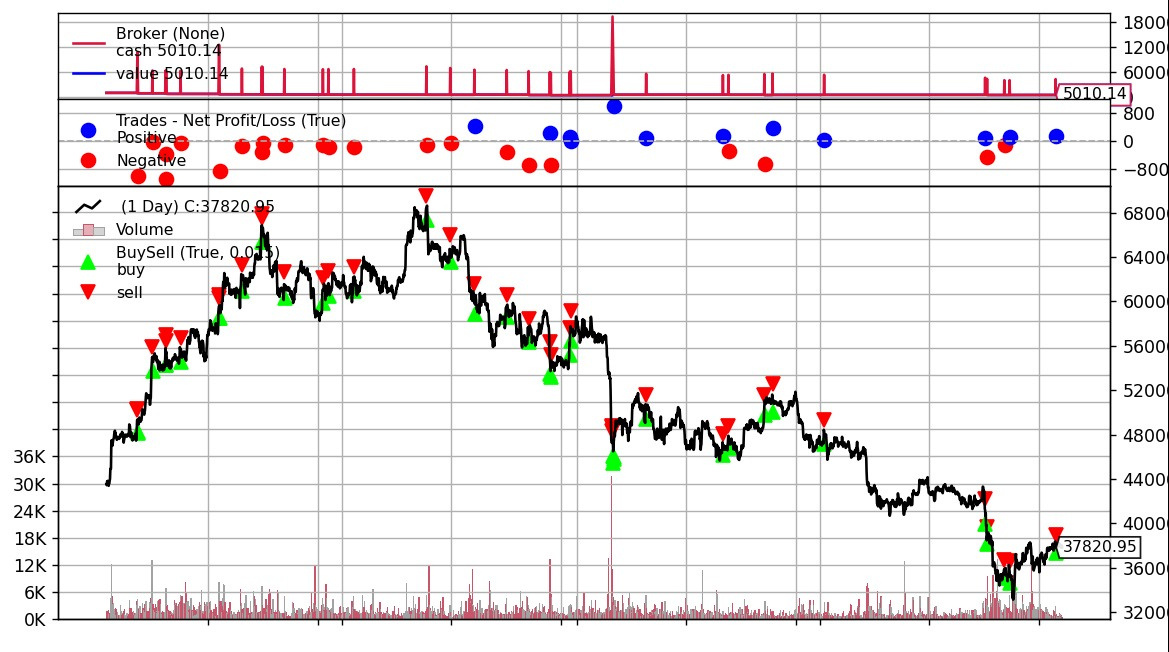 Broker (None)
cash 5010.14
value 5010.14
18000
12000
60000
5010.14
Trades - Net Profit/Loss (True)
Positive
Negative
800
0
−800
(1 Day) C:37820.95
Volume
BuySell (True, 0.015)
buy
sell
68000
64000
60000
56000
52000
48000
44000
40000
37820.95
36000
32000
36K
30K
24K
18K
12K
6K
0K